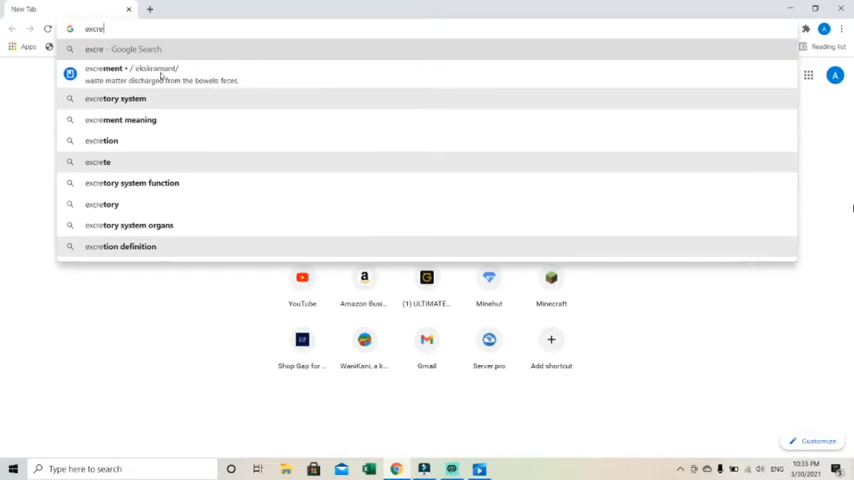 New Tab
excre
A
Apps
Reading list
excre - Google Search
excrement • /ˈekskrəmənt/
waste matter discharged from the bowels: feces.
A
excretory system
excrement meaning
excretion
excrete
excretory system function
excretory
excretory system organs
excretion definition
YouTube
Amazon Busi...
(1) ULTIMATE...
Minehut
Minecraft
Shop Gap for ...
WaniKani, a k...
Gmail
Server.pro
Add shortcut
Customize
Type here to search
ENG
10:33 PM
3/30/2021